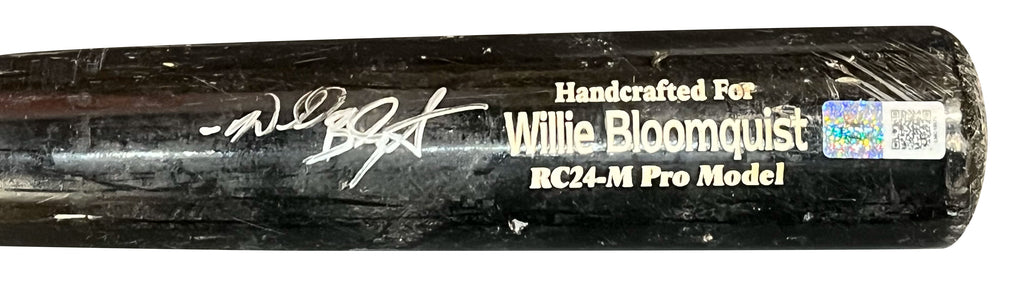 Handcrafted For
Willie Bloomquist
RC24-M Pro Model